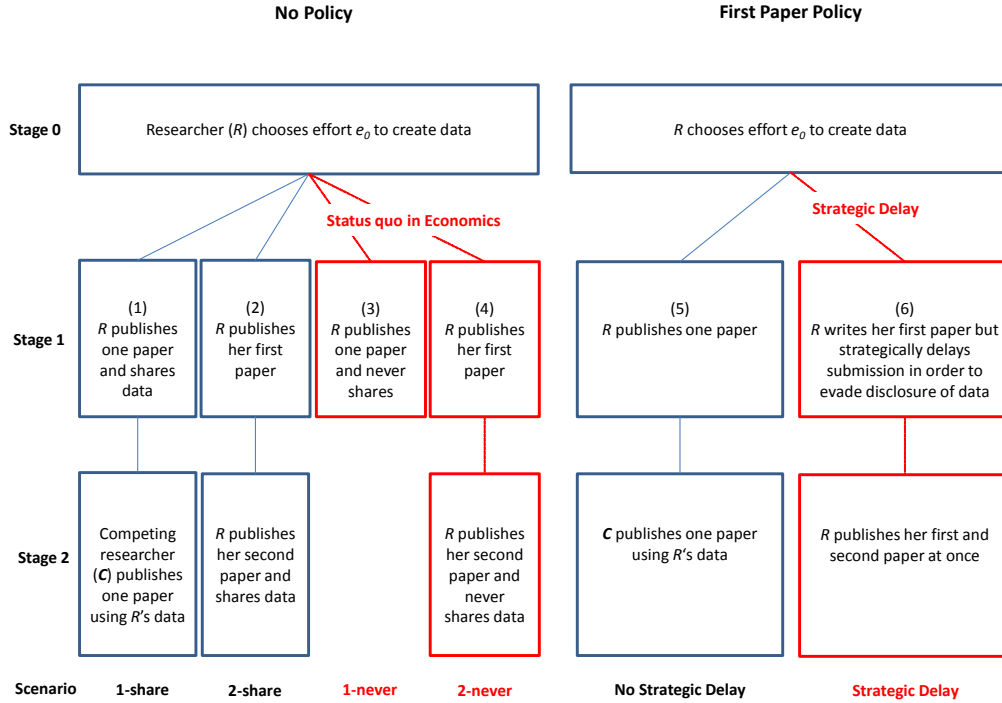 No Policy
First Paper Policy
Stage 0
Researcher (R) chooses effort e0 to create data
R chooses effort e0 to create data
Status quo in Economics
Strategic Delay
Stage 1
(1)
R publishes
one paper
and shares
data
(2)
R publishes
her first
paper
(3)
R publishes
one paper
and never
shares
(4)
R publishes
her first
paper
(5)
R publishes one paper
(6)
R writes her first paper but
strategically delays
submission in order to
evade disclosure of data
Stage 2
Competing
researcher
(C) publishes
one paper
using R's data
R publishes
her second
paper and
shares data
R publishes
her second
paper and
never
shares data
C publishes one paper
using R's data
R publishes her first and
second paper at once
Scenario
1-share
2-share
1-never
2-never
No Strategic Delay
Strategic Delay